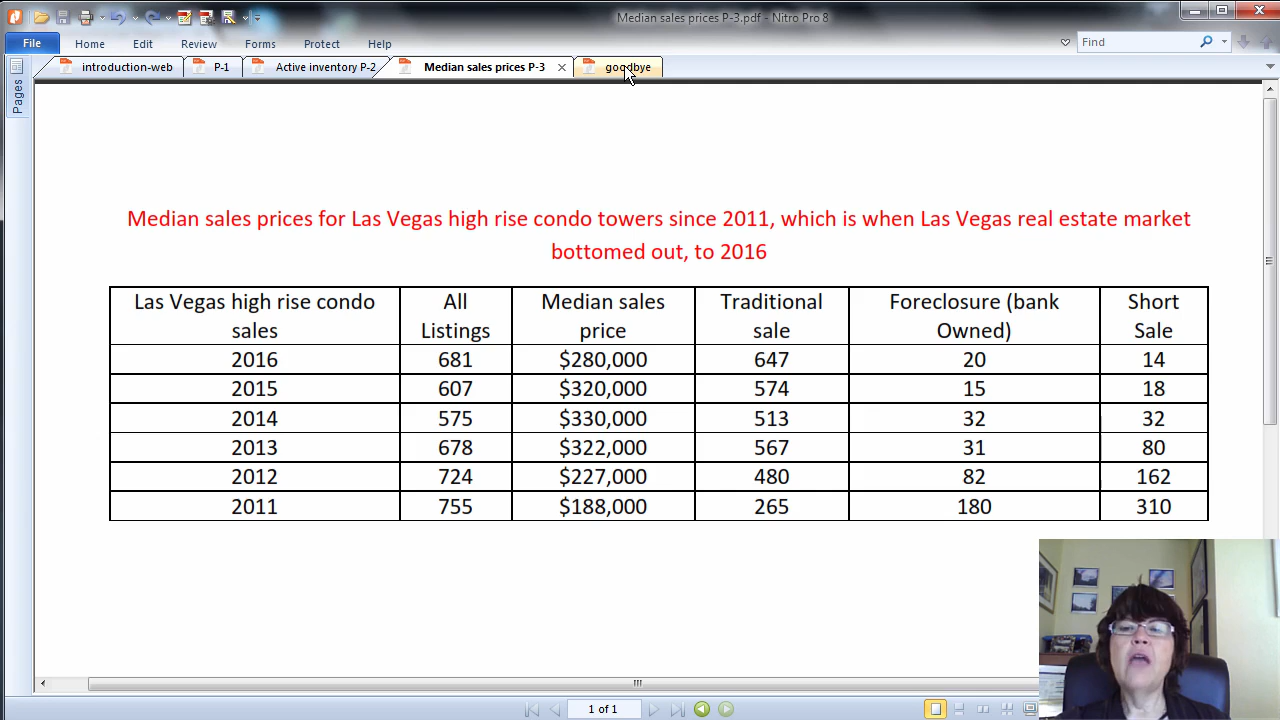 Median sales prices P-3.pdf - Nitro Pro 8
File Home Edit Review Forms Protect Help Find
introduction-web P-1 Active inventory P-2 Median sales prices P-3 goodbye
Pages
Median sales prices for Las Vegas high rise condo towers since 2011, which is when Las Vegas real estate market
bottomed out, to 2016
Las Vegas high rise condo sales All Listings Median sales price Traditional sale Foreclosure (bank Owned) Short Sale
2016 681 $280,000 647 20 14
2015 607 $320,000 574 15 18
2014 575 $330,000 513 32 32
2013 678 $322,000 567 31 80
2012 724 $227,000 480 82 162
2011 755 $188,000 265 180 310
1 of 1